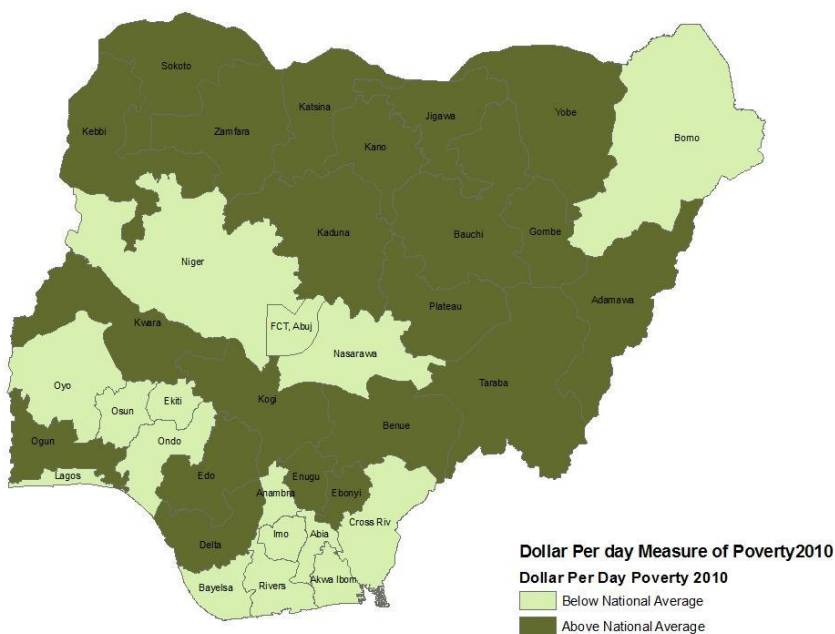 Sokoto
Katsina
Jigawa
Yobe
Borno
Kebbi
Zamfara
Kano
Kaduna
Bauchi
Gombe
Niger
Adamawa
Plateau
Kwara
FCT, Abuj
Nasarawa
Taraba
Oyo
Kogi
Osun
Ekiti
Benue
Ogun
Ondo
Lagos
Edo
Enugu
Anambra
Ebonyi
Cross Riv
Imo
Abia
Delta
Bayelsa
Rivers
Akwa Ibom
Dollar Per day Measure of Poverty2010
Dollar Per Day Poverty 2010
Below National Average
Above National Average